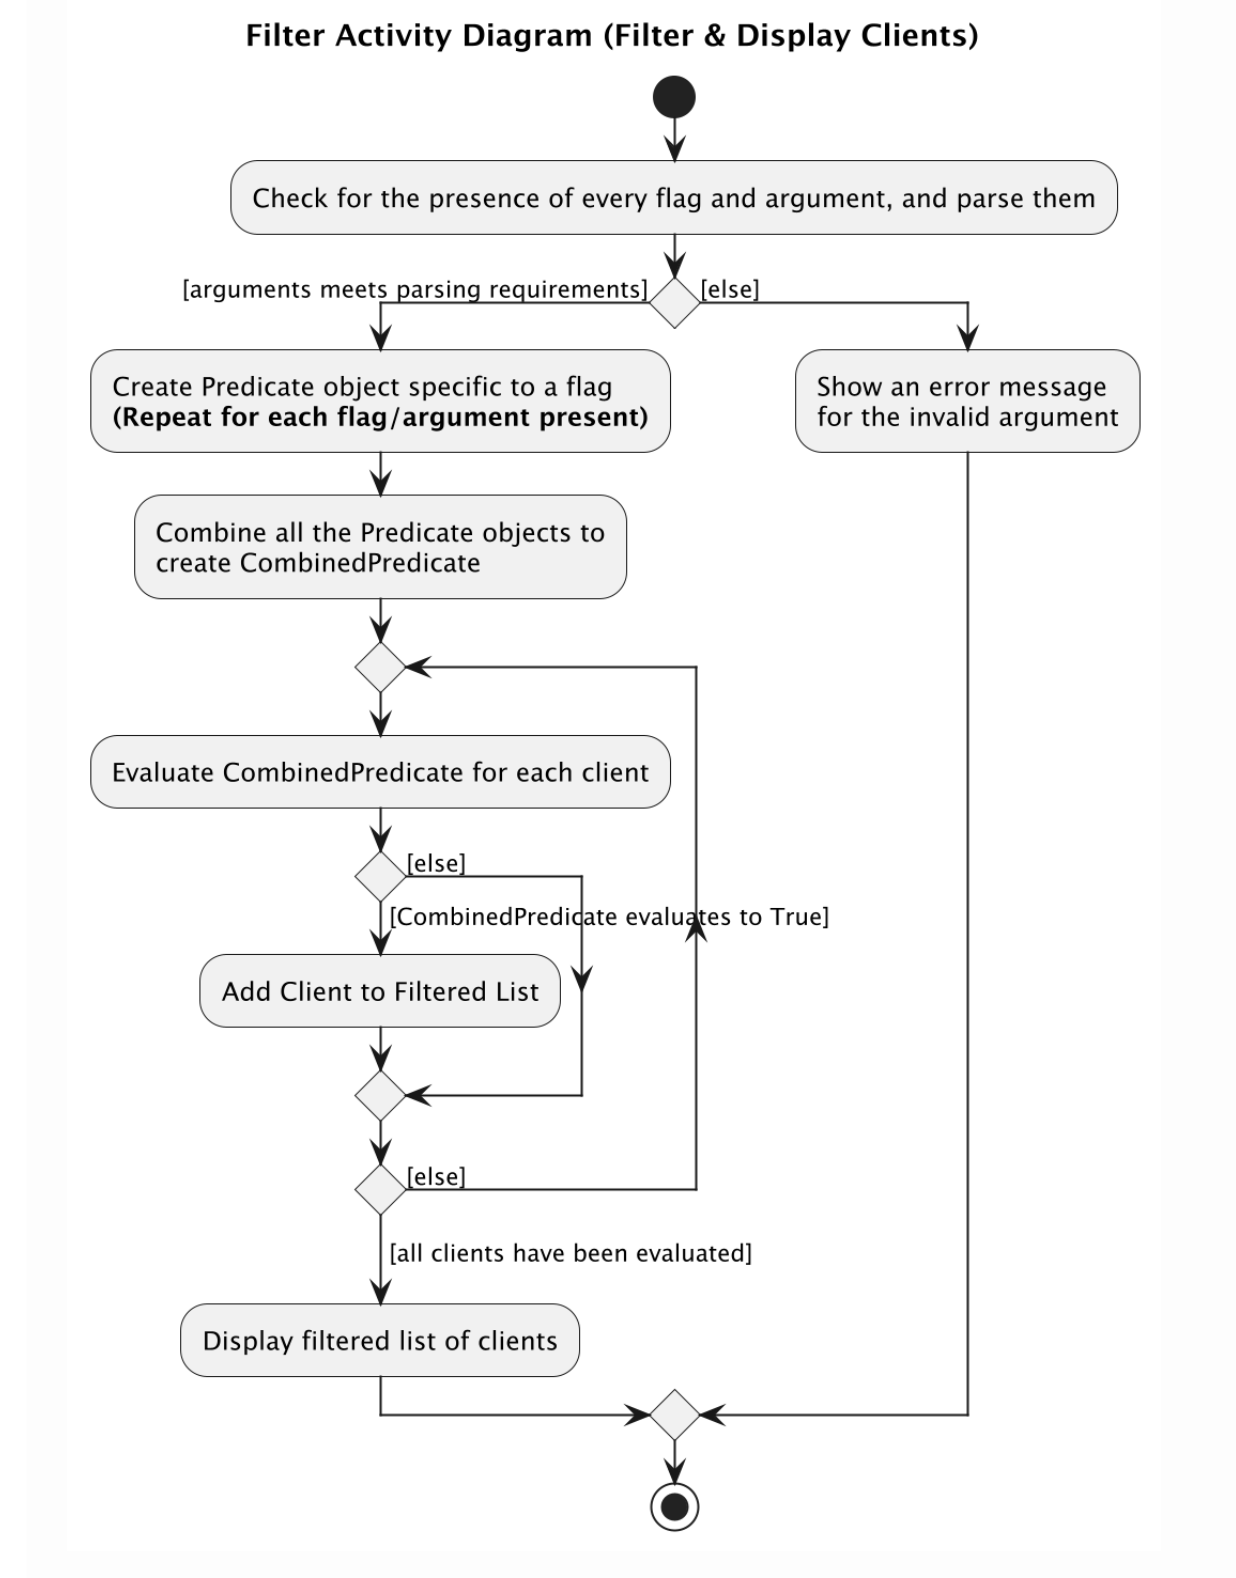 Filter Activity Diagram (Filter & Display Clients)
Check for the presence of every flag and argument, and parse them
[arguments meets parsing requirements]
[else]
Create Predicate object specific to a flag
(Repeat for each flag/argument present)
Show an error message
for the invalid argument
Combine all the Predicate objects to
create CombinedPredicate
Evaluate CombinedPredicate for each client
[else]
[CombinedPredicate evaluates to True]
Add Client to Filtered List
[else]
[all clients have been evaluated]
Display filtered list of clients